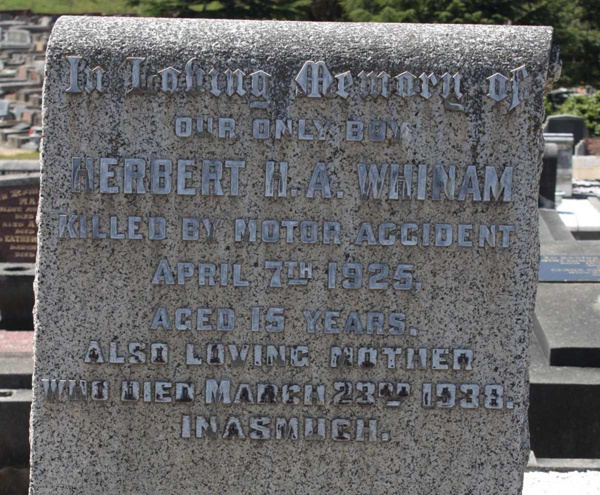 In Loving Memory of
OUR ONLY BOY
HERBERT H. A. WHINAM
KILLED BY MOTOR ACCIDENT
APRIL 7TH 1925.
AGED 15 YEARS.
ALSO LOVING MOTHER
WHO DIED MARCH 23RD 1938.
INASMUCH.